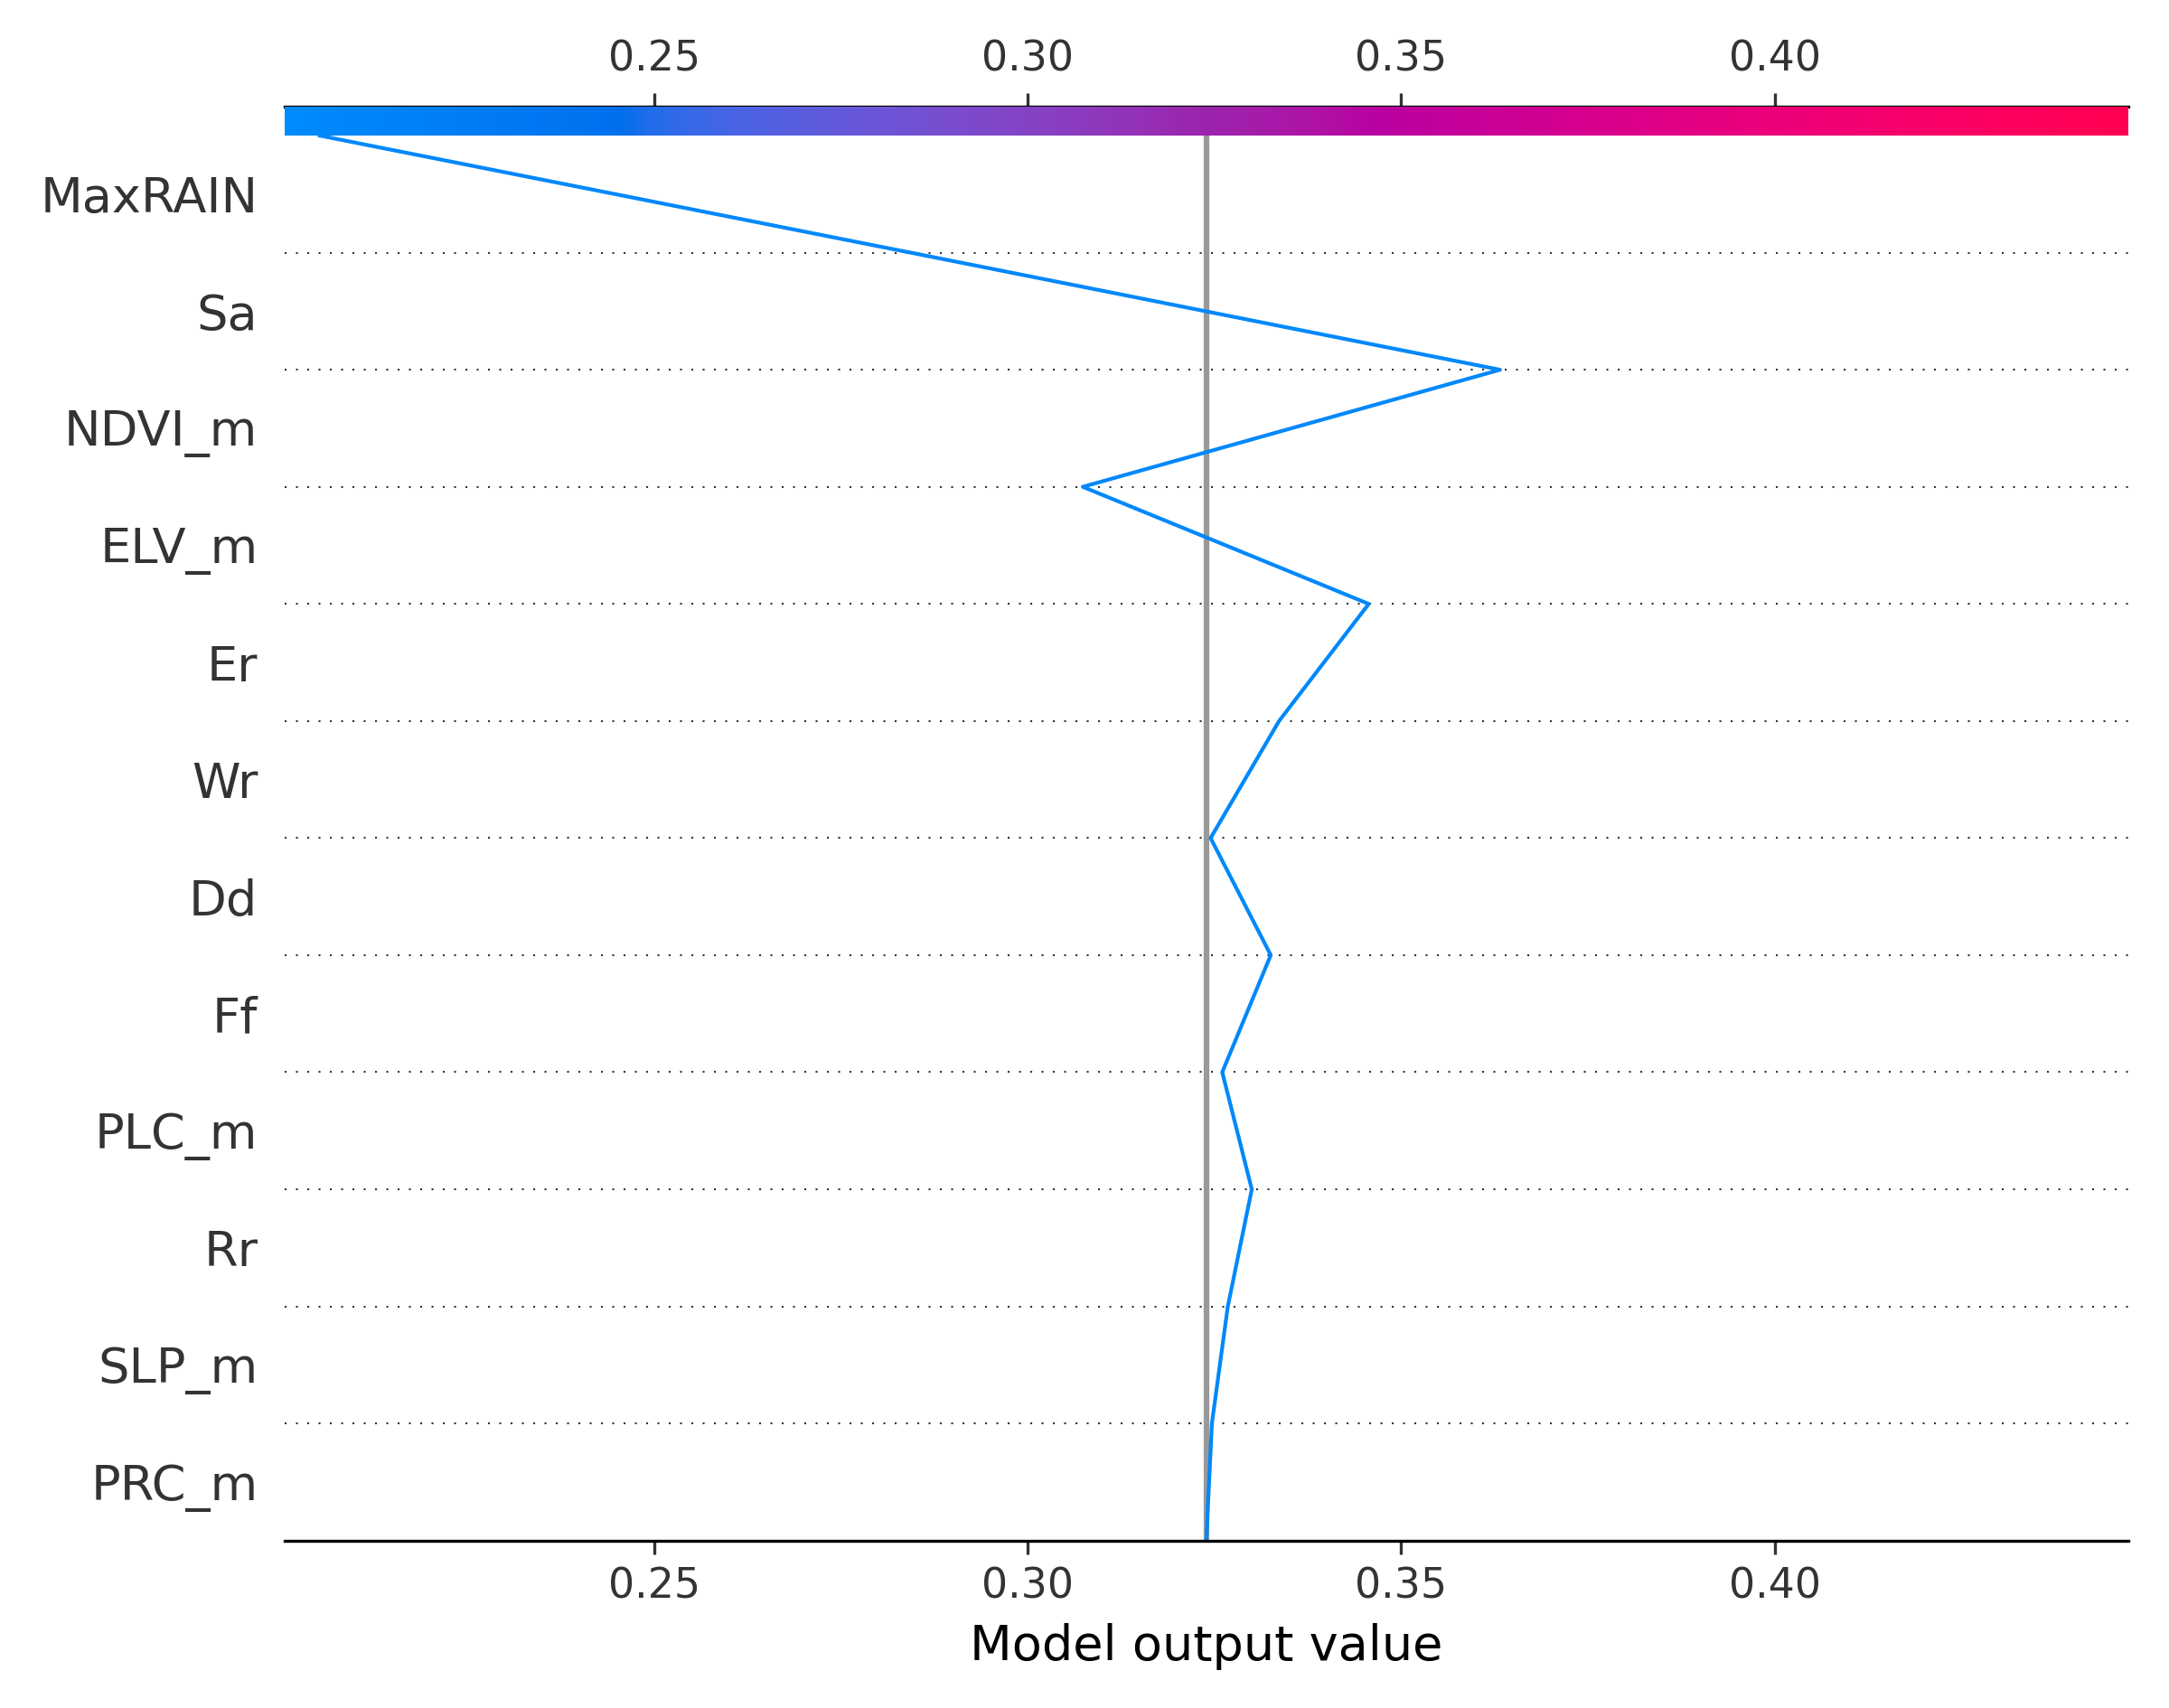 0.25 0.30 0.35 0.40
MaxRAIN
Sa
NDVI_m
ELV_m
Er
Wr
Dd
Ff
PLC_m
Rr
SLP_m
PRC_m
0.25 0.30 0.35 0.40
Model output value